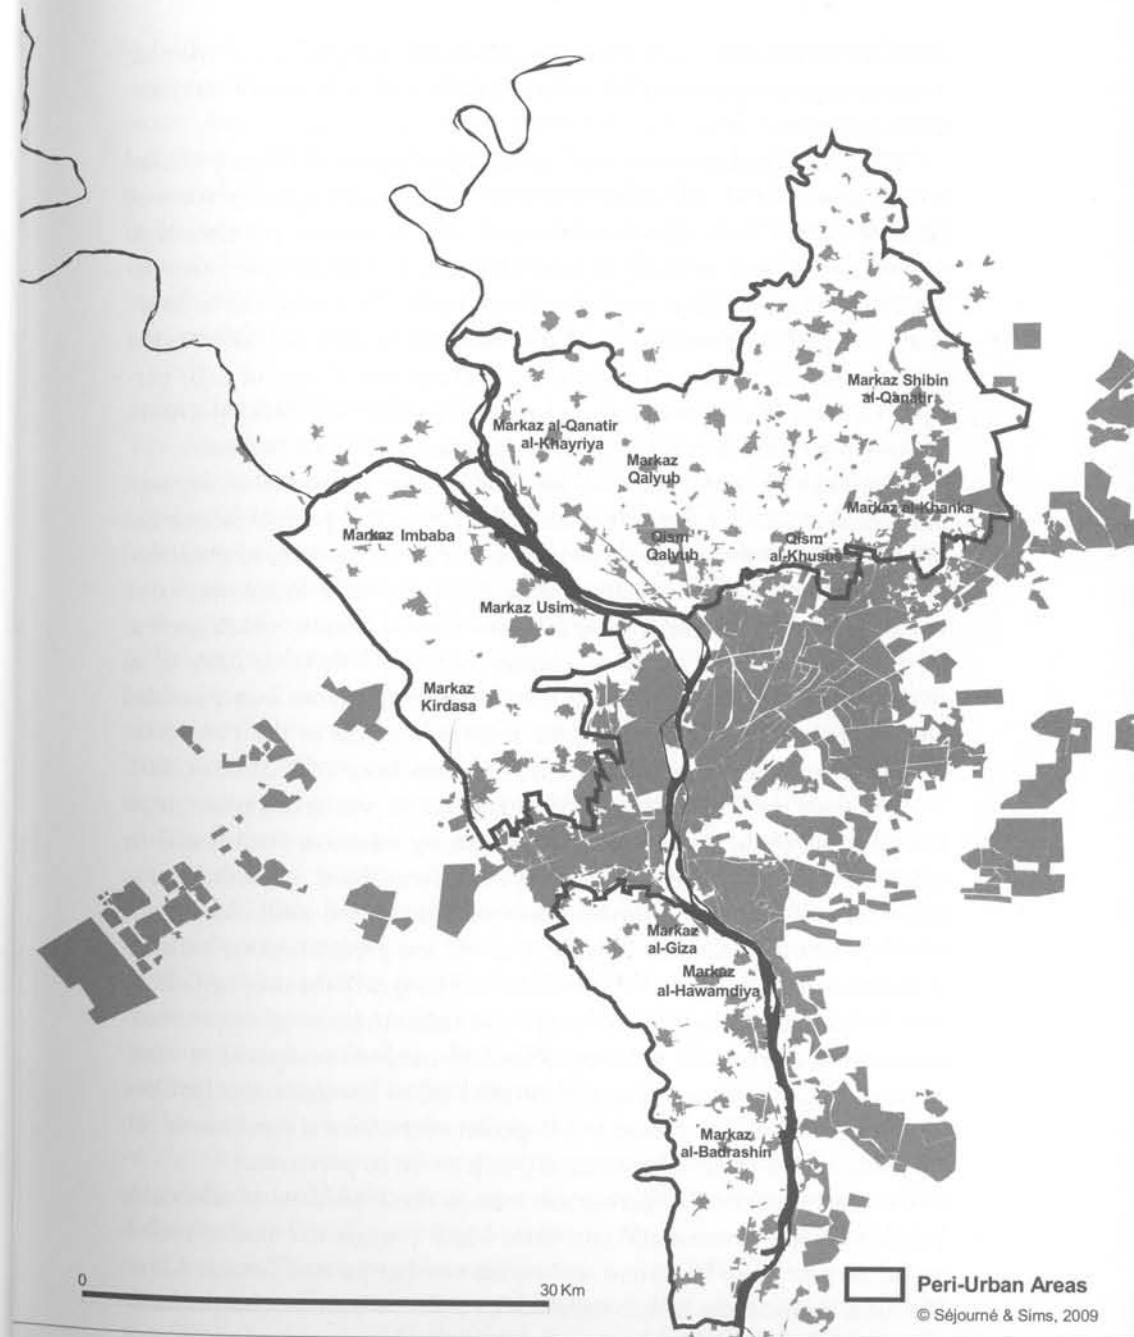 Markaz Shibin
al-Qanatir
Markaz al-Qanatir
al-Khayriya
Markaz
Qalyub
Markaz al-Khanka
Markaz Imbaba
Qism
Qalyub
Qism
al-Khusus
Markaz Usim
Markaz
Kirdasa
Markaz
al-Giza
Markaz
al-Hawamdiya
Markaz
al-Badrashin
0
30 Km
Peri-Urban Areas
© Séjourné & Sims, 2009